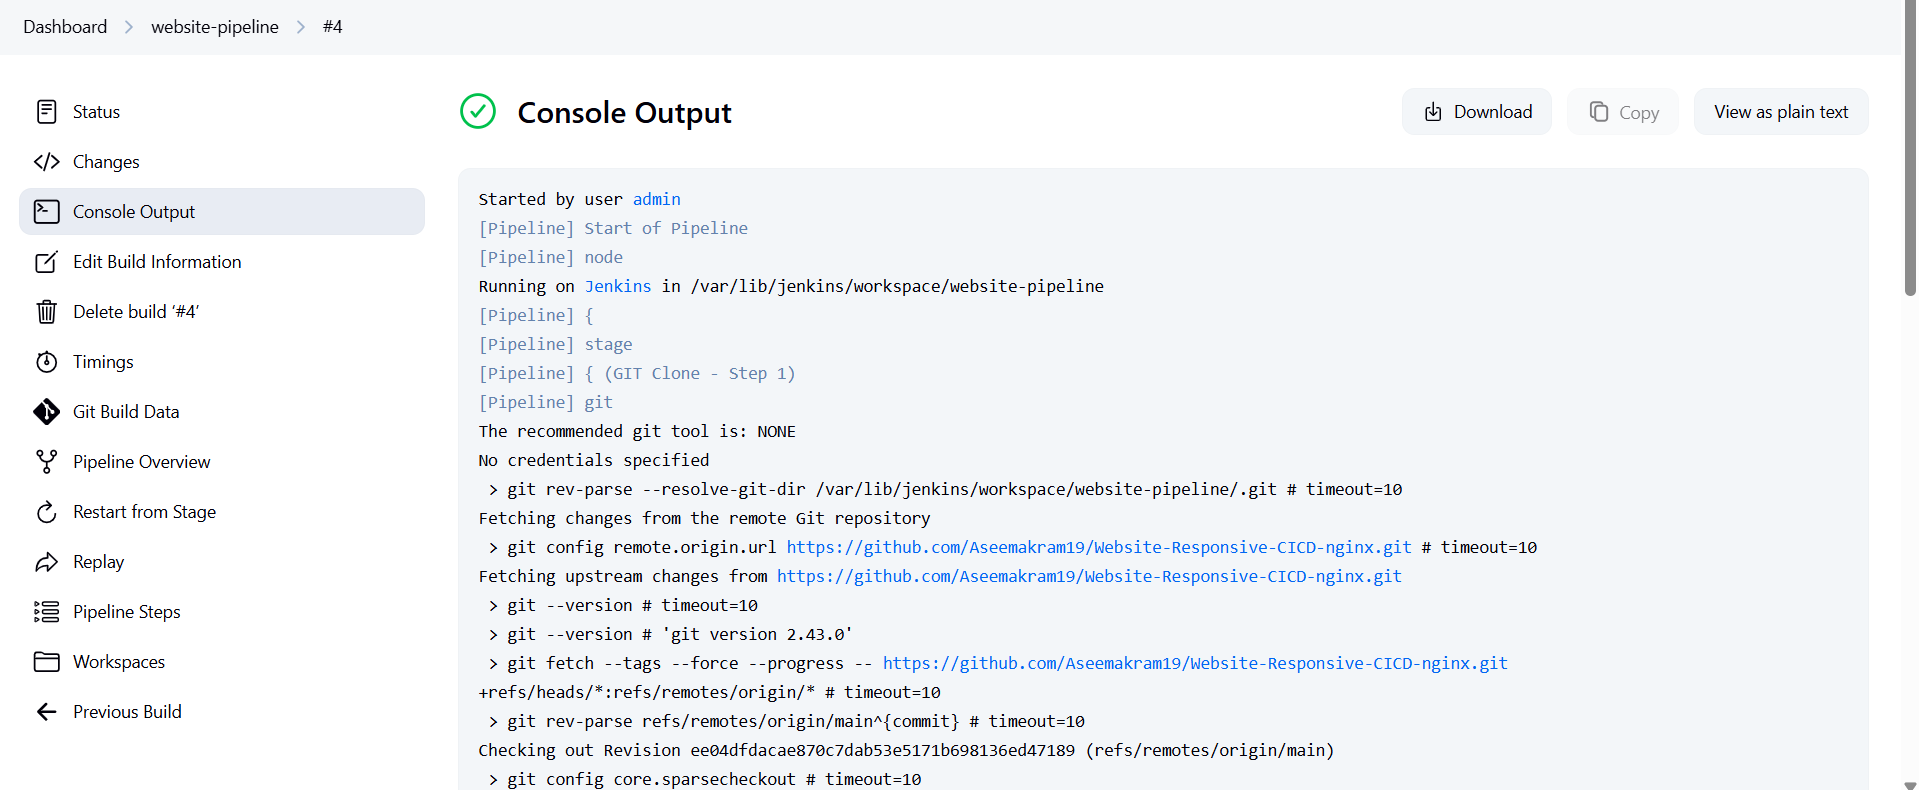 Dashboard > website-pipeline > #4
Status
Changes
Console Output
Edit Build Information
Delete build ‘#4’
Timings
Git Build Data
Pipeline Overview
Restart from Stage
Replay
Pipeline Steps
Workspaces
Previous Build
Console Output
Download
Copy
View as plain text
Started by user admin
[Pipeline] Start of Pipeline
[Pipeline] node
Running on Jenkins in /var/lib/jenkins/workspace/website-pipeline
[Pipeline] {
[Pipeline] stage
[Pipeline] { (GIT Clone - Step 1)
[Pipeline] git
The recommended git tool is: NONE
No credentials specified
> git rev-parse --resolve-git-dir /var/lib/jenkins/workspace/website-pipeline/.git # timeout=10
Fetching changes from the remote Git repository
> git config remote.origin.url https://github.com/Aseemakram19/Website-Responsive-CICD-nginx.git # timeout=10
Fetching upstream changes from https://github.com/Aseemakram19/Website-Responsive-CICD-nginx.git
> git --version # timeout=10
> git --version # 'git version 2.43.0'
> git fetch --tags --force --progress -- https://github.com/Aseemakram19/Website-Responsive-CICD-nginx.git
+refs/heads/*:refs/remotes/origin/* # timeout=10
> git rev-parse refs/remotes/origin/main^{commit} # timeout=10
Checking out Revision ee04dfdacae870c7dab53e5171b698136ed47189 (refs/remotes/origin/main)
> git config core.sparsecheckout # timeout=10